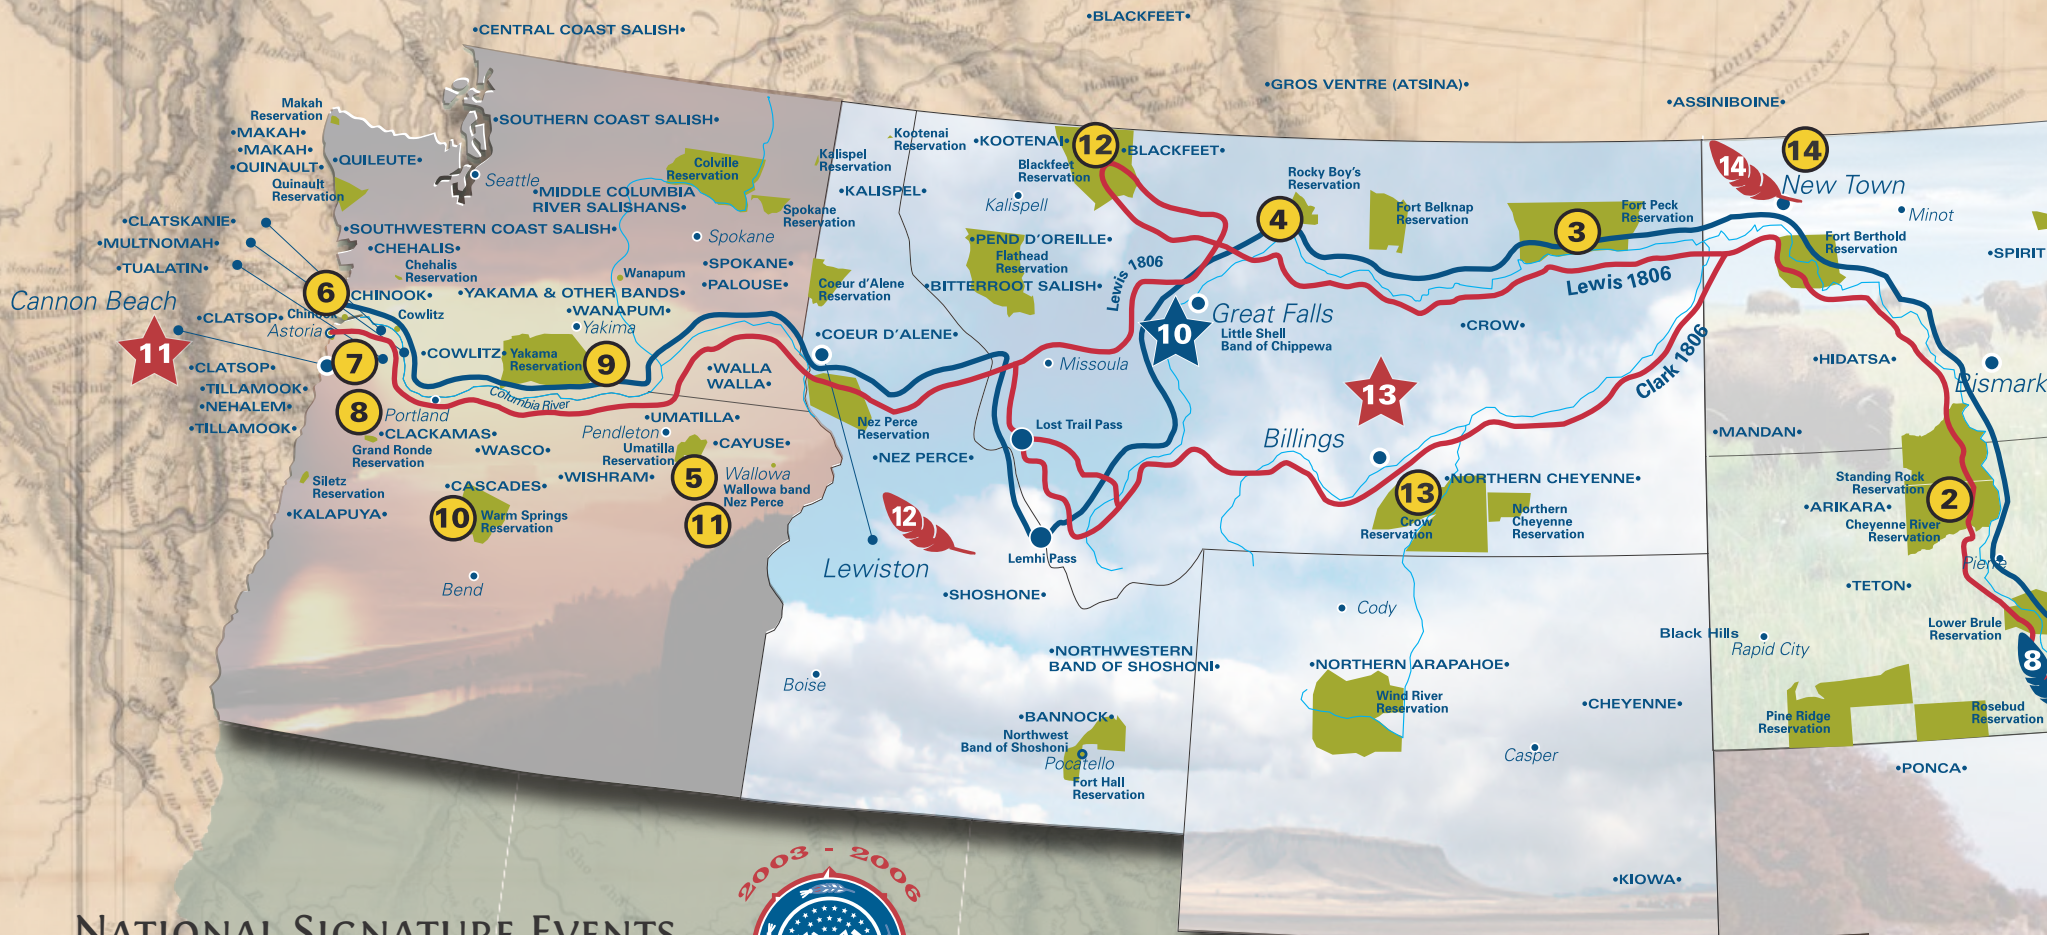 •BLACKFEET•
•CENTRAL COAST SALISH•
•GROS VENTRE (ATSINA)•
•ASSINIBOINE•
Makah
Reservation
•MAKAH•
•MAKAH•
•QUINAULT•
Quinault
Reservation
•QUILEUTE•
•SOUTHERN COAST SALISH•
Seattle
•MIDDLE COLUMBIA
RIVER SALISHANS•
Colville
Reservation
Spokane
Reservation
Kalispel
Reservation
•KALISPEL•
Kootenai
Reservation
•KOOTENAI•
12
•BLACKFEET•
Blackfeet
Reservation
Kalispell
Rocky Boy's
Reservation
4
Fort Belknap
Reservation
3
Fort Peck
Reservation
14
14
New Town
Minot
Fort Berthold
Reservation
•SPIRIT
•CLATSKANIE•
•MULTNOMAH•
•TUALATIN•
•SOUTHWESTERN COAST SALISH•
•CHEHALIS•
Chehalis
Reservation
Spokane
•SPOKANE•
•PALOUSE•
Wanapum
•YAKAMA & OTHER BANDS•
•WANAPUM•
Yakima
Coeur d'Alene
Reservation
•COEUR D'ALENE•
•PEND D'OREILLE•
Flathead
Reservation
•BITTERROOT SALISH•
Lewis 1806
Lewis 1806
Clark 1806
Cannon Beach
11
6
CHINOOK•
•CLATSOP•
Chinook
Cowlitz
Astoria
7
•COWLITZ•
Yakama
Reservation
9
•CLATSOP•
•TILLAMOOK•
•NEHALEM•
•TILLAMOOK•
8
Portland
Columbia River
•WALLA
WALLA•
10
Great Falls
Little Shell
Band of Chippewa
Missoula
•CROW•
13
Billings
•HIDATSA•
Bismark
•MANDAN•
•CLACKAMAS•
Grand Ronde
Reservation
•WASCO•
•UMATILLA•
Pendleton
Umatilla
Reservation
•CAYUSE•
5
Wallowa
Wallowa band
Nez Perce
11
•WISHRAM•
•CASCADES•
10
Warm Springs
Reservation
Siletz
Reservation
•KALAPUYA•
Bend
Nez Perce
Reservation
•NEZ PERCE•
Lost Trail Pass
12
Lewiston
Lemhi Pass
•SHOSHONE•
13
•NORTHERN CHEYENNE•
Crow
Reservation
Northern
Cheyenne
Reservation
Standing Rock
Reservation
2
•ARIKARA•
Cheyenne River
Reservation
Pierre
•TETON•
Lower Brule
Reservation
8
Cody
Black Hills
Rapid City
•NORTHWESTERN
BAND OF SHOSHONI•
•NORTHERN ARAPAHOE•
Wind River
Reservation
•CHEYENNE•
Casper
Boise
•BANNOCK•
Northwest
Band of Shoshoni
Pocatello
Fort Hall
Reservation
Pine Ridge
Reservation
Rosebud
Reservation
•PONCA•
•KIOWA•
2003 - 2006
NATIONAL SIGNATURE EVENTS